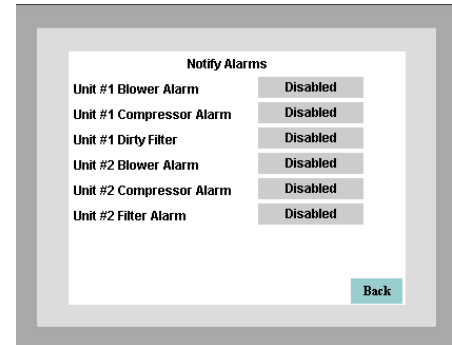 Notify Alarms
Unit #1 Blower Alarm Disabled
Unit #1 Compressor Alarm Disabled
Unit #1 Dirty Filter Disabled
Unit #2 Blower Alarm Disabled
Unit #2 Compressor Alarm Disabled
Unit #2 Filter Alarm Disabled
Back